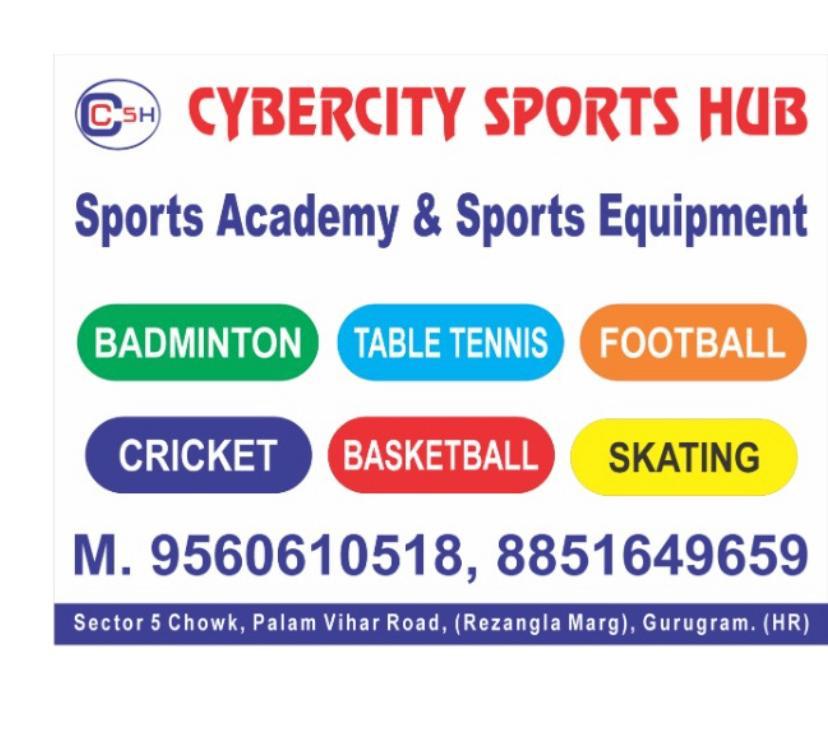 CCSH CYBERCITY SPORTS HUB
Sports Academy & Sports Equipment
BADMINTON TABLE TENNIS FOOTBALL
CRICKET BASKETBALL SKATING
M. 9560610518, 8851649659
Sector 5 Chowk, Palam Vihar Road, (Rezangla Marg), Gurugram. (HR)